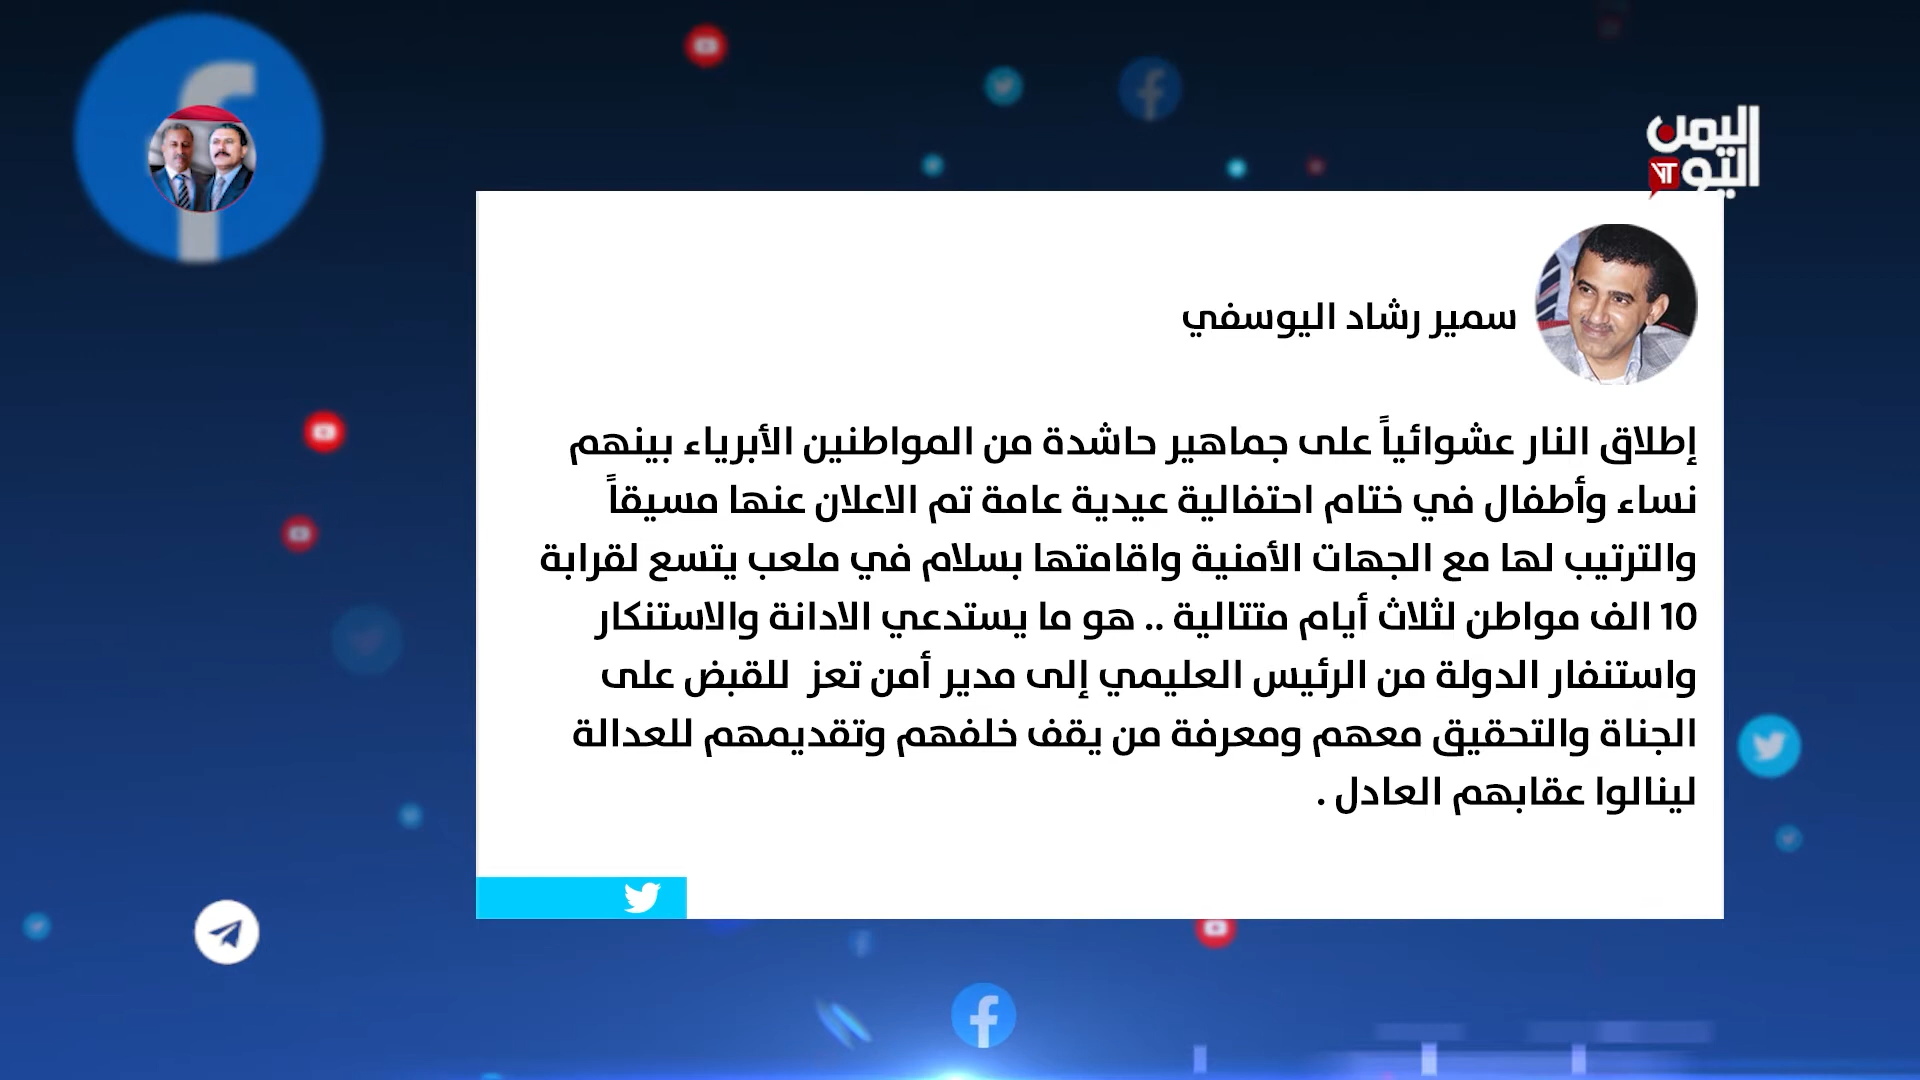 اليمن
اليوم
سمير رشاد اليوسفي
إطلاق النار عشوائياً على جماهير حاشدة من المواطنين الأبرياء بينهم
نساء وأطفال في ختام احتفالية عيدية عامة تم الاعلان عنها مسيقاً
والترتيب لها مع الجهات الأمنية واقامتها بسلام في ملعب يتسع لقرابة
10 الف مواطن لثلاث أيام متتالية .. هو ما يستدعي الادانة والاستنكار
واستنفار الدولة من الرئيس العليمي إلى مدير أمن تعز  للقبض على
الجناة والتحقيق معهم ومعرفة من يقف خلفهم وتقديمهم للعدالة
لينالوا عقابهم العادل .